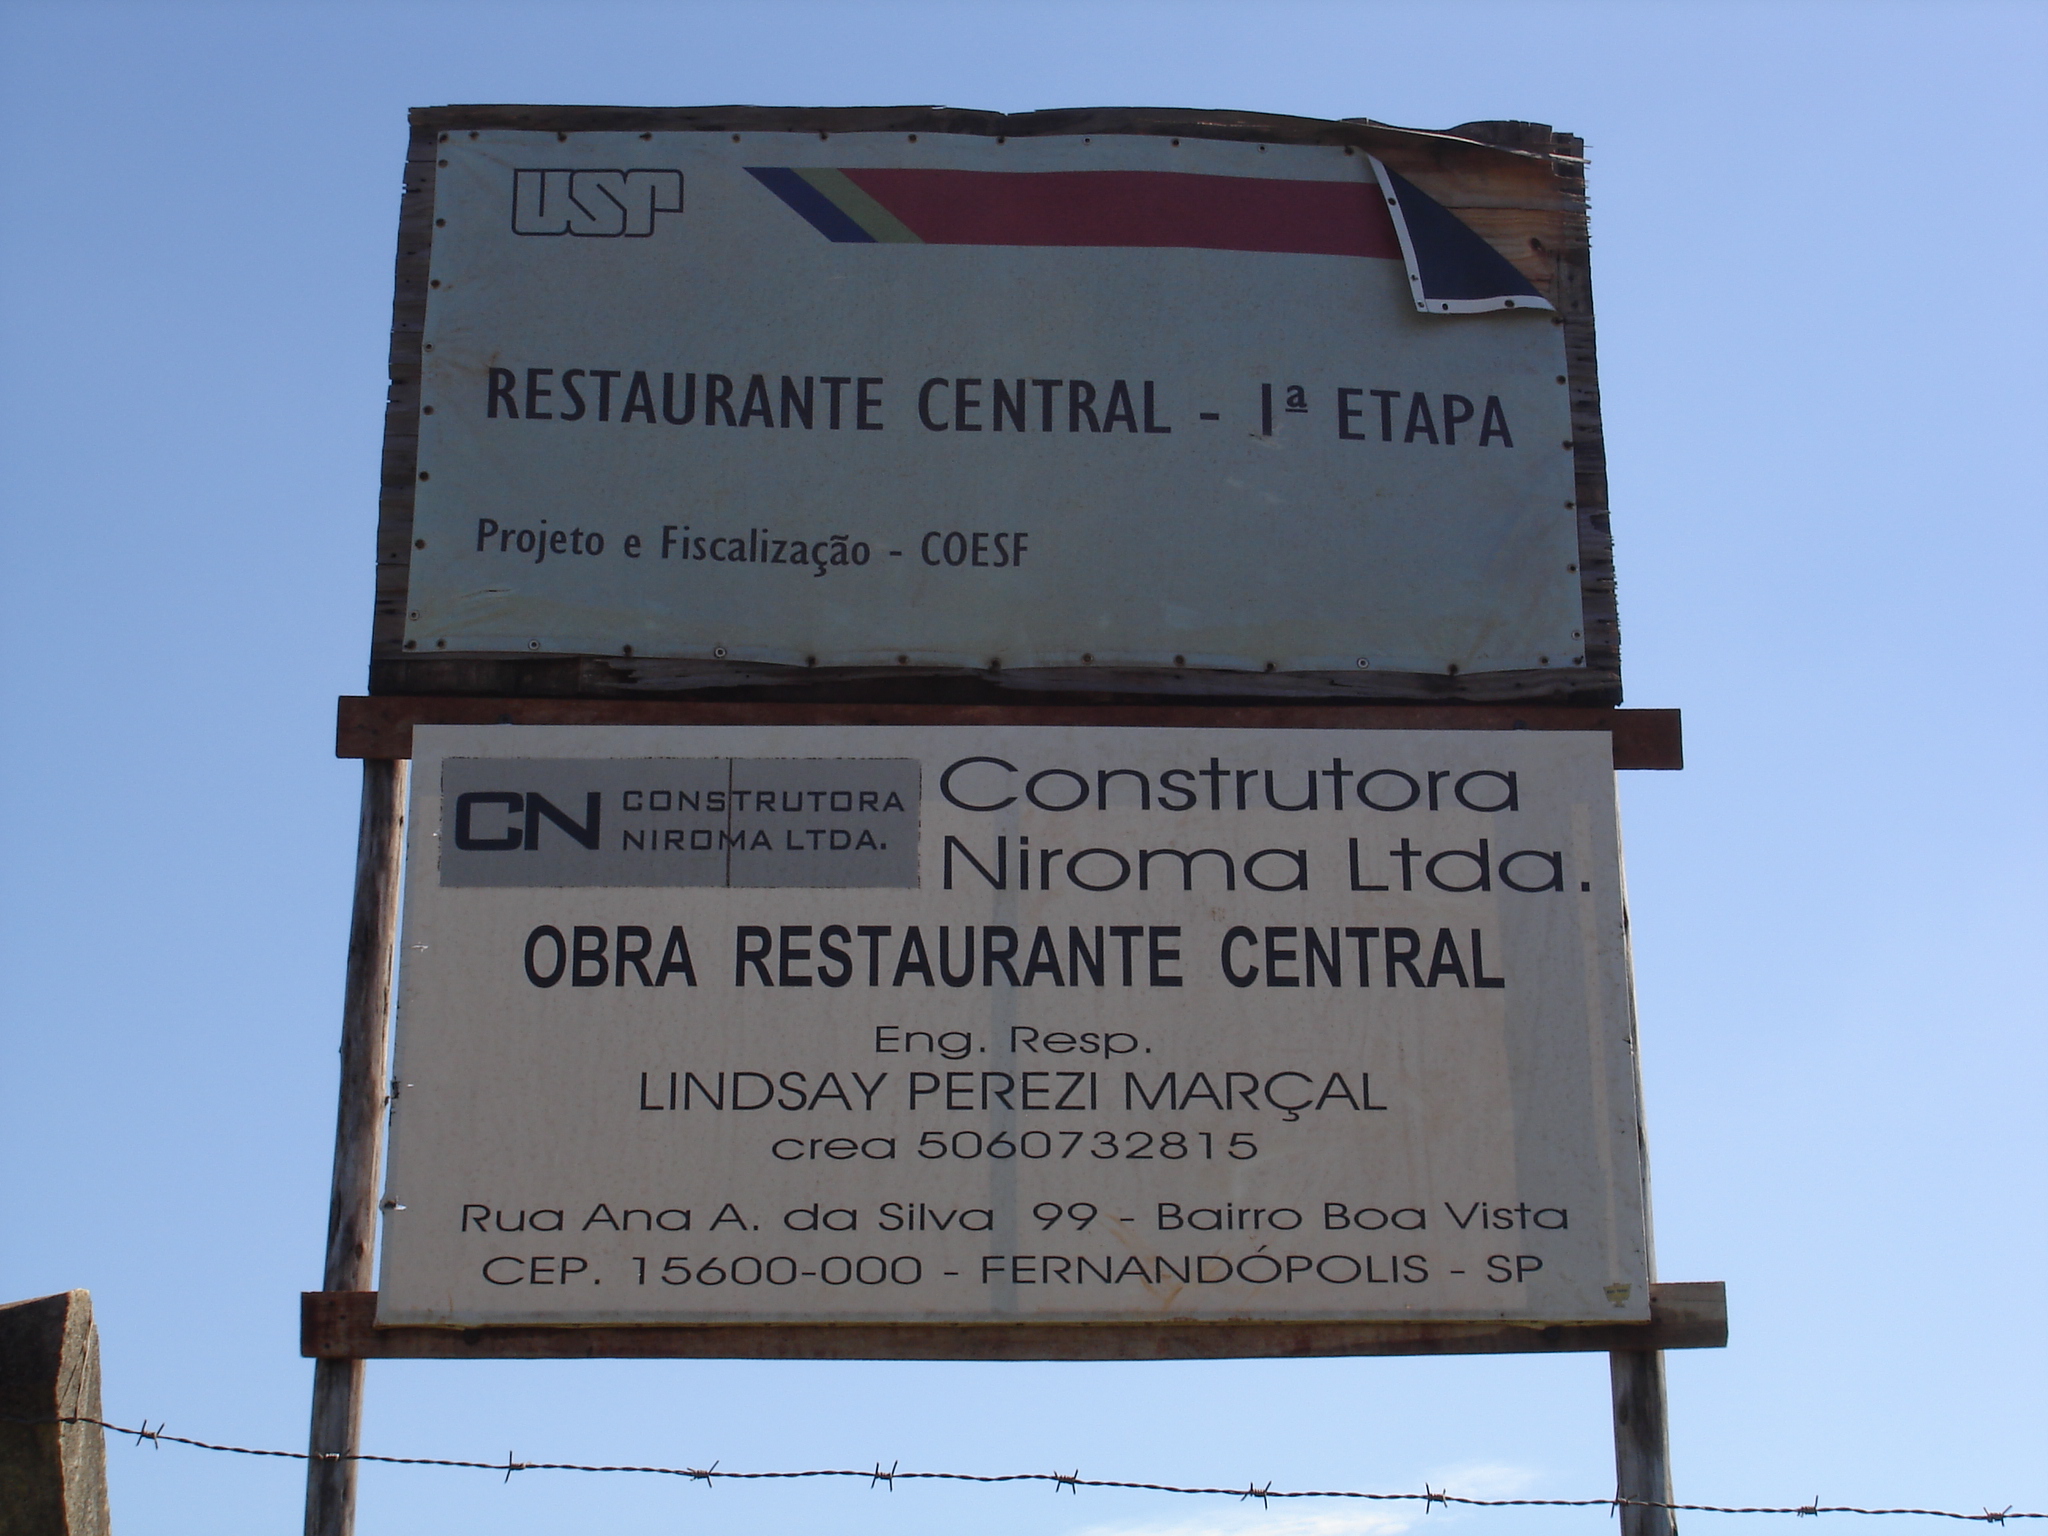 USP
RESTAURANTE CENTRAL - 1ª ETAPA
Projeto e Fiscalização - COESF
CN CONSTRUTORA
NIROMA LTDA.
Construtora
Niroma Ltda.
OBRA RESTAURANTE CENTRAL
Eng. Resp.
LINDSAY PEREZI MARÇAL
crea 5060732815
Rua Ana A. da Silva 99 - Bairro Boa Vista
CEP. 15600-000 - FERNANDÓPOLIS - SP